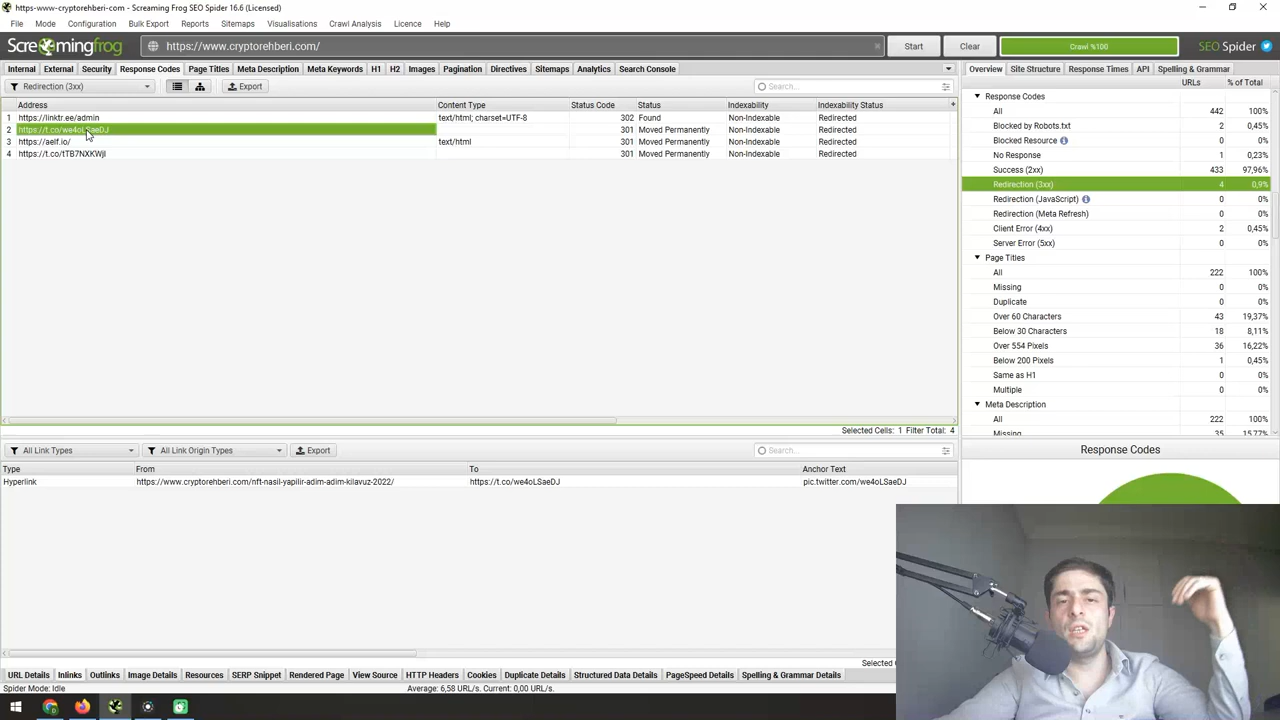 https-www-cryptorehberi-com - Screaming Frog SEO Spider 16.6 (Licensed)
File Mode Configuration Bulk Export Reports Sitemaps Visualisations Crawl Analysis Licence Help
Screamingfrog https://www.cryptorehberi.com/ Start Clear Crawl %100 SEO Spider
Internal External Security Response Codes Page Titles Meta Description Meta Keywords H1 H2 Images Pagination Directives Sitemaps Analytics Search Console Overview Site Structure Response Times API Spelling & Grammar
Redirection (3xx) Export Search... URLs % of Total
Address Content Type Status Code Status Indexability Indexability Status
1 https://linktr.ee/admin text/html; charset=UTF-8 302 Found Non-Indexable Redirected
2 https://t.co/we4oLSaeDJ 301 Moved Permanently Non-Indexable Redirected
3 https://aelf.io/ text/html 301 Moved Permanently Non-Indexable Redirected
4 https://t.co/tTB7NXKWjI 301 Moved Permanently Non-Indexable Redirected
Response Codes
All 442 100%
Blocked by Robots.txt 2 0,45%
Blocked Resource 0 0%
No Response 1 0,23%
Success (2xx) 433 97,96%
Redirection (3xx) 4 0,9%
Redirection (JavaScript) 0 0%
Redirection (Meta Refresh) 0 0%
Client Error (4xx) 2 0,45%
Server Error (5xx) 0 0%
Page Titles
All 222 100%
Missing 0 0%
Duplicate 0 0%
Over 60 Characters 43 19,37%
Below 30 Characters 18 8,11%
Over 554 Pixels 36 16,22%
Below 200 Pixels 1 0,45%
Same as H1 0 0%
Multiple 0 0%
Meta Description
All 222 100%
Missing 35 15,77%
Selected Cells: 1 Filter Total: 4
All Link Types All Link Origin Types Export Search...
Response Codes
Type From To Anchor Text
Hyperlink https://www.cryptorehberi.com/nft-nasil-yapilir-adim-adim-kilavuz-2022/ https://t.co/we4oLSaeDJ pic.twitter.com/we4oLSaeDJ
Selected
URL Details Inlinks Outlinks Image Details Resources SERP Snippet Rendered Page View Source HTTP Headers Cookies Duplicate Details Structured Data Details PageSpeed Details Spelling & Grammar Details
Spider Mode: Idle Average: 6,58 URL/s. Current: 0,00 URL/s.